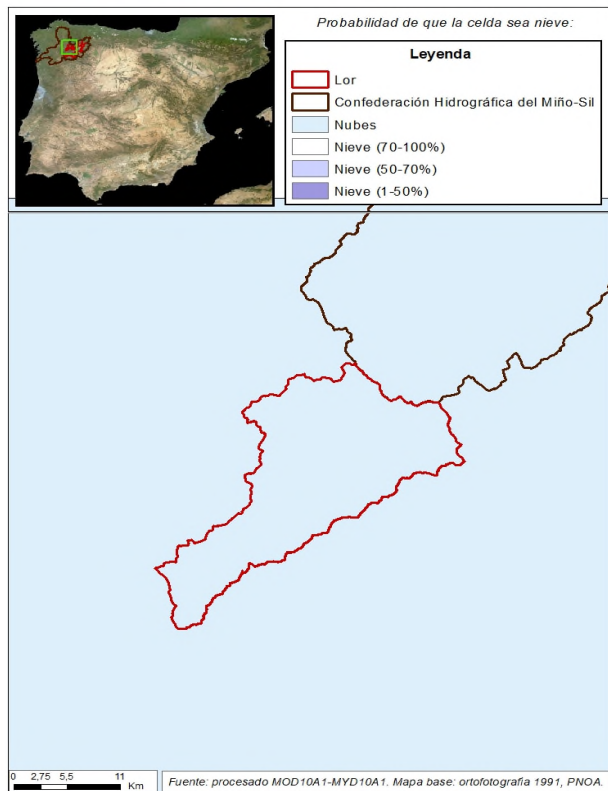 Probabilidad de que la celda sea nieve:
Leyenda
Lor
Confederación Hidrográfica del Miño-Sil
Nubes
Nieve (70-100%)
Nieve (50-70%)
Nieve (1-50%)
0 2,75 5,5 11
Km
Fuente: procesado MOD10A1-MYD10A1. Mapa base: ortofotografía 1991, PNOA.